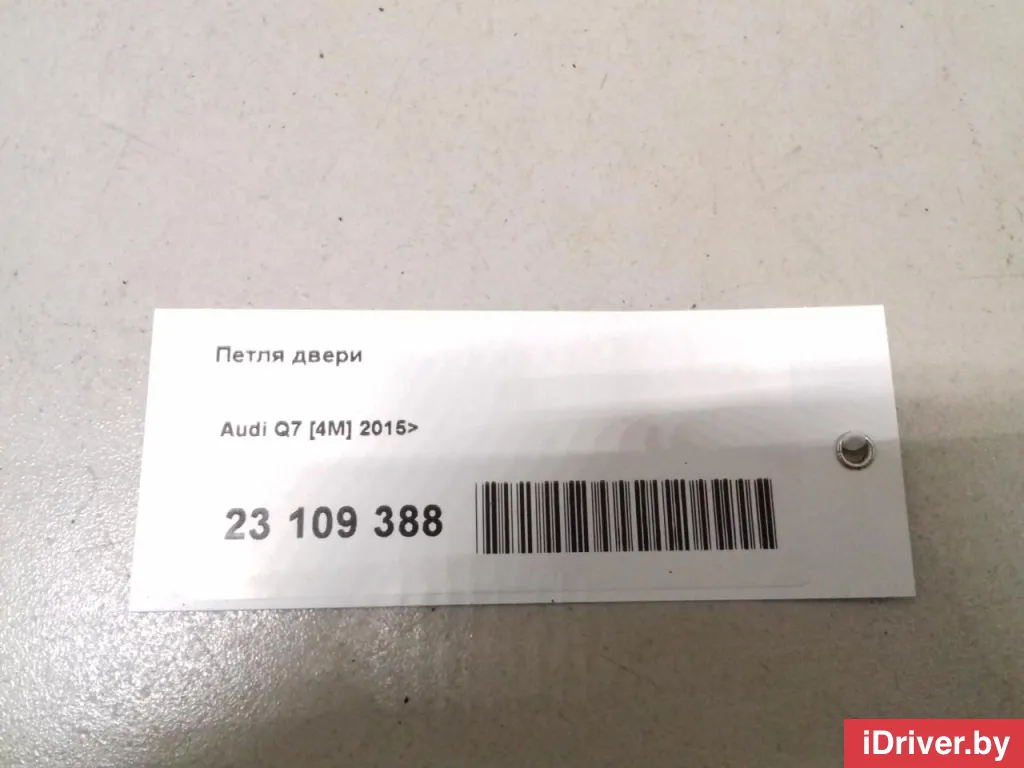 Петля двери
Audi Q7 [4M] 2015>
23 109 388
iDriver.by